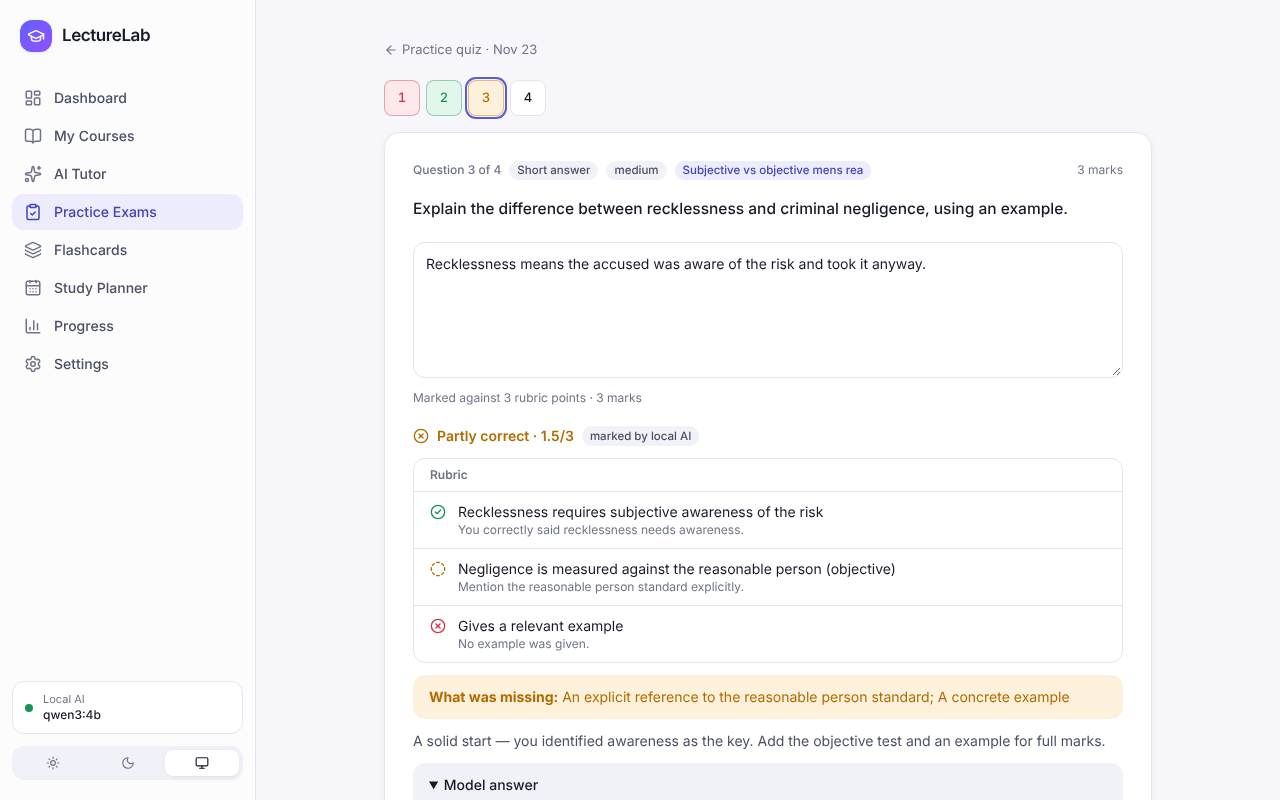 LectureLab
Dashboard
My Courses
AI Tutor
Practice Exams
Flashcards
Study Planner
Progress
Settings
Local AI
qwen3:4b
← Practice quiz · Nov 23
1 2 3 4
Question 3 of 4 Short answer medium Subjective vs objective mens rea 3 marks
Explain the difference between recklessness and criminal negligence, using an example.
Recklessness means the accused was aware of the risk and took it anyway.
Marked against 3 rubric points · 3 marks
Partly correct · 1.5/3 marked by local AI
Rubric
Recklessness requires subjective awareness of the risk
You correctly said recklessness needs awareness.
Negligence is measured against the reasonable person (objective)
Mention the reasonable person standard explicitly.
Gives a relevant example
No example was given.
What was missing: An explicit reference to the reasonable person standard; A concrete example
A solid start — you identified awareness as the key. Add the objective test and an example for full marks.
▼ Model answer